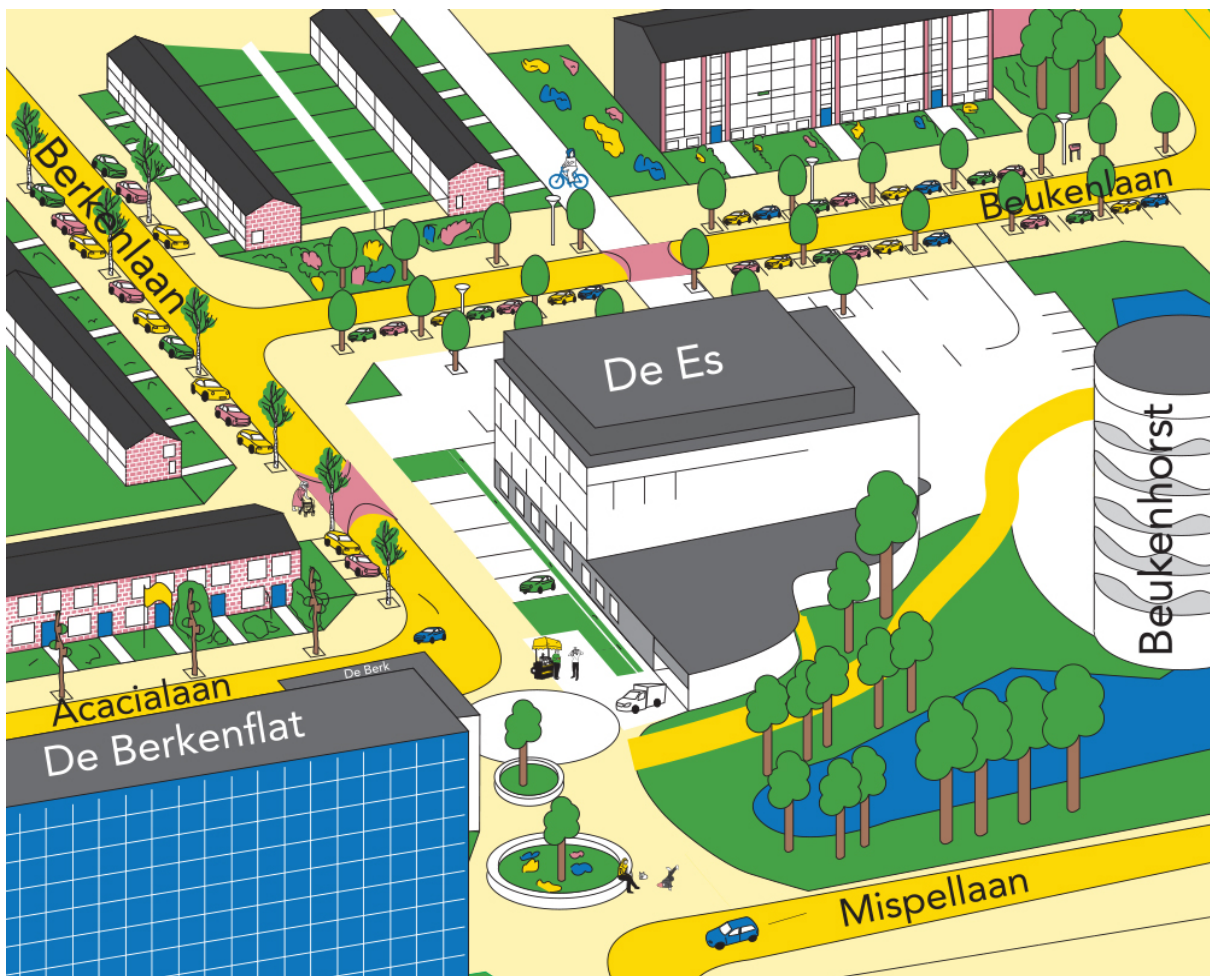 Berkenlaan
Beukenlaan
De Es
Beukenhorst
De Berk
Acacialaan
De Berkenflat
Mispellaan